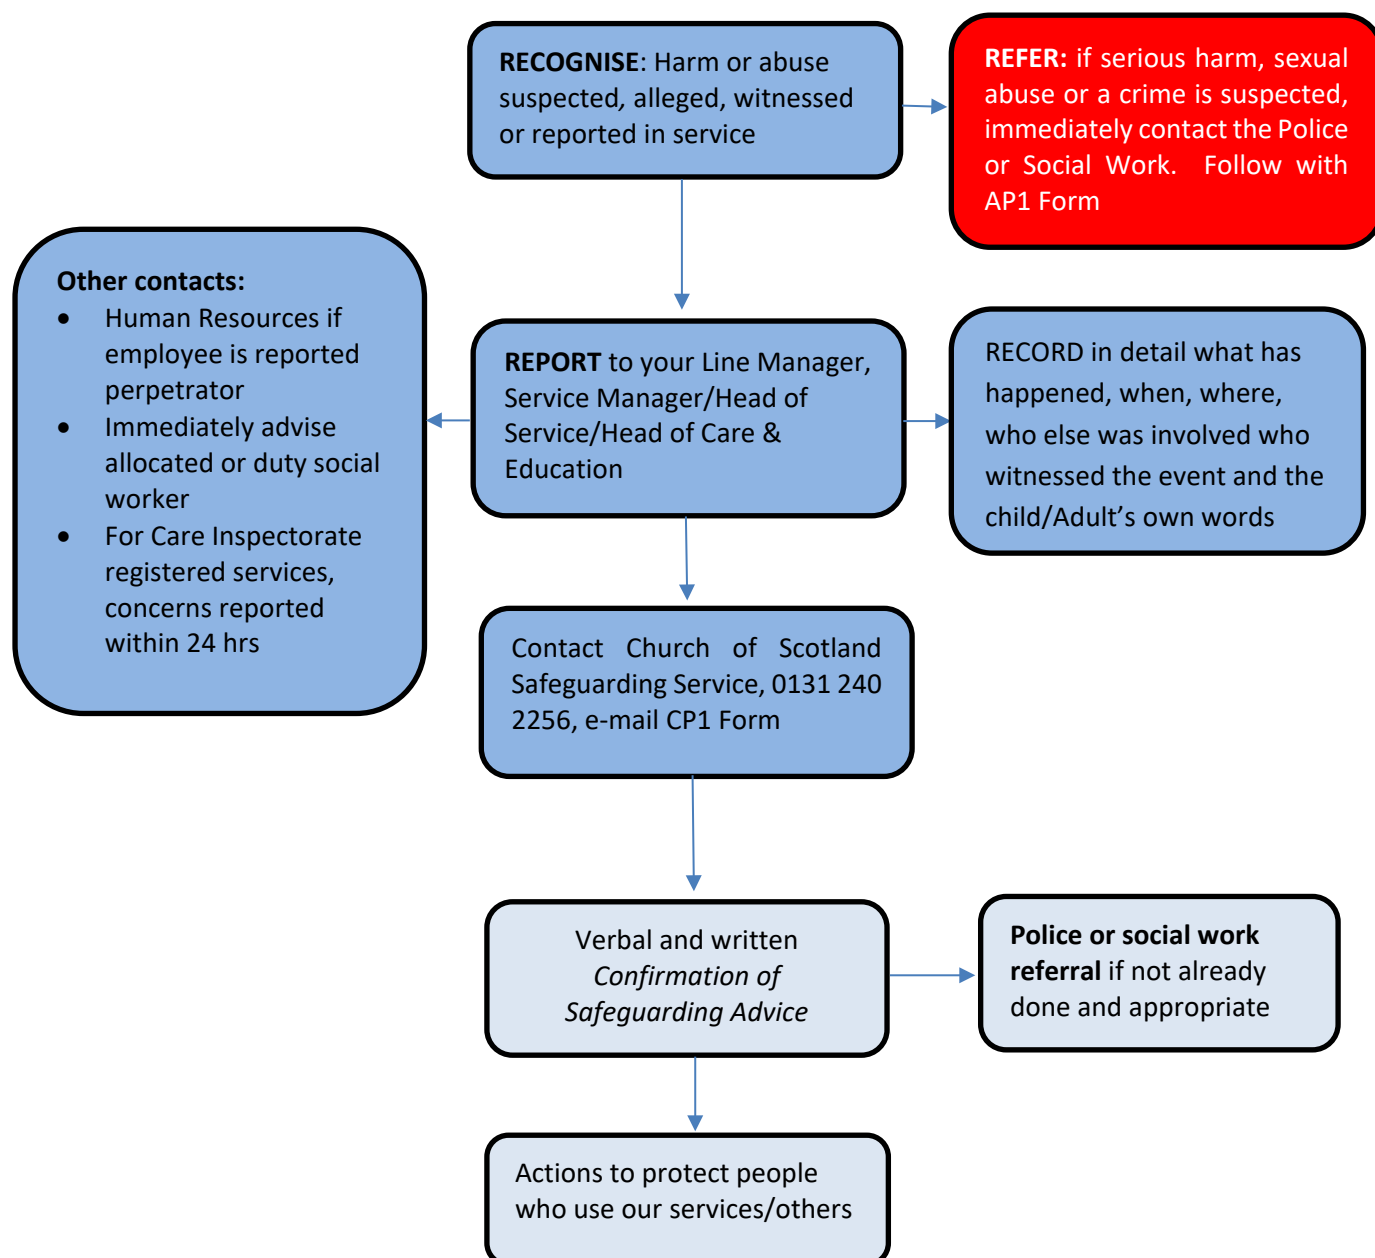 RECOGNISE: Harm or abuse
suspected, alleged, witnessed
or reported in service
REFER: if serious harm, sexual
abuse or a crime is suspected,
immediately contact the Police
or Social Work. Follow with
AP1 Form
Other contacts:
• Human Resources if
employee is reported
perpetrator
• Immediately advise
allocated or duty social
worker
• For Care Inspectorate
registered services,
concerns reported
within 24 hrs
REPORT to your Line Manager,
Service Manager/Head of
Service/Head of Care &
Education
RECORD in detail what has
happened, when, where,
who else was involved who
witnessed the event and the
child/Adult’s own words
Contact Church of Scotland
Safeguarding Service, 0131 240
2256, e-mail CP1 Form
Verbal and written
Confirmation of
Safeguarding Advice
Police or social work
referral if not already
done and appropriate
Actions to protect people
who use our services/others